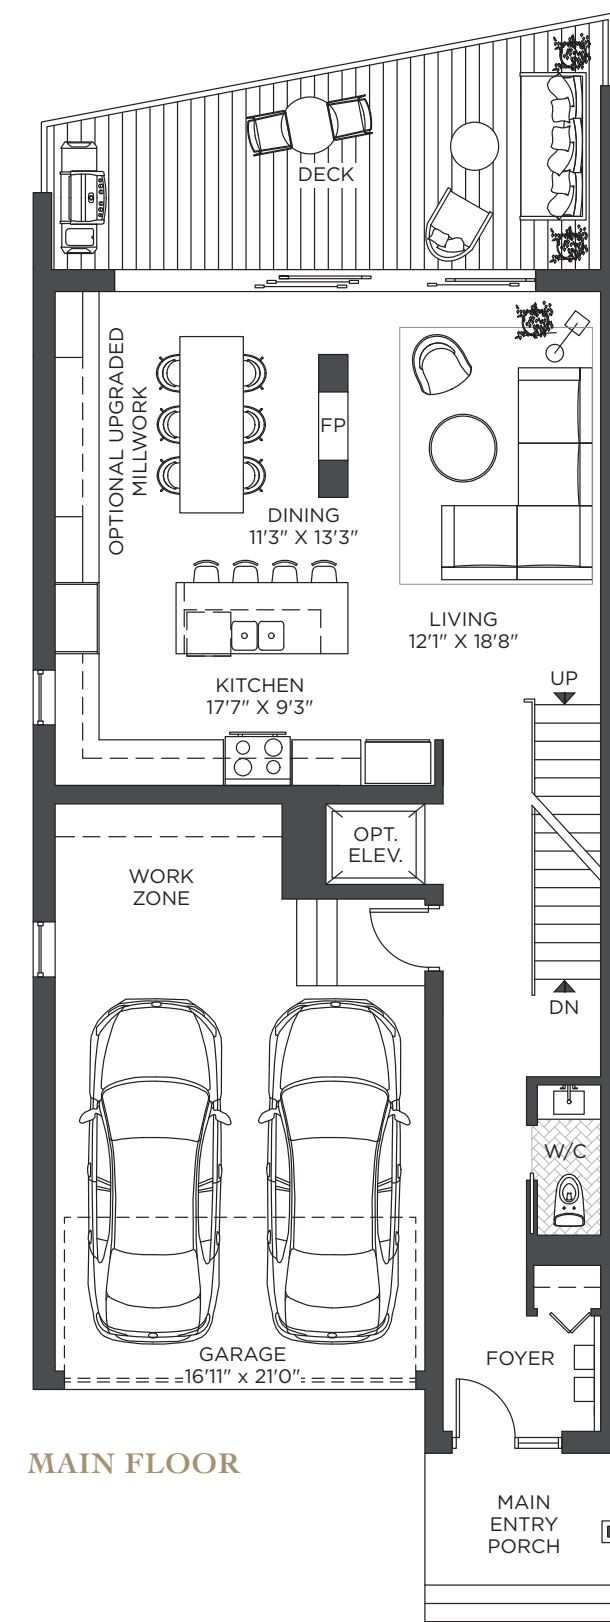 DECK
OPTIONAL UPGRADED
MILLWORK
FP
DINING
11'3" X 13'3"
LIVING
12'1" X 18'8"
KITCHEN
17'7" X 9'3"
UP
OPT.
ELEV.
WORK
ZONE
DN
W/C
GARAGE
16'11" x 21'0"
FOYER
MAIN FLOOR
MAIN
ENTRY
PORCH